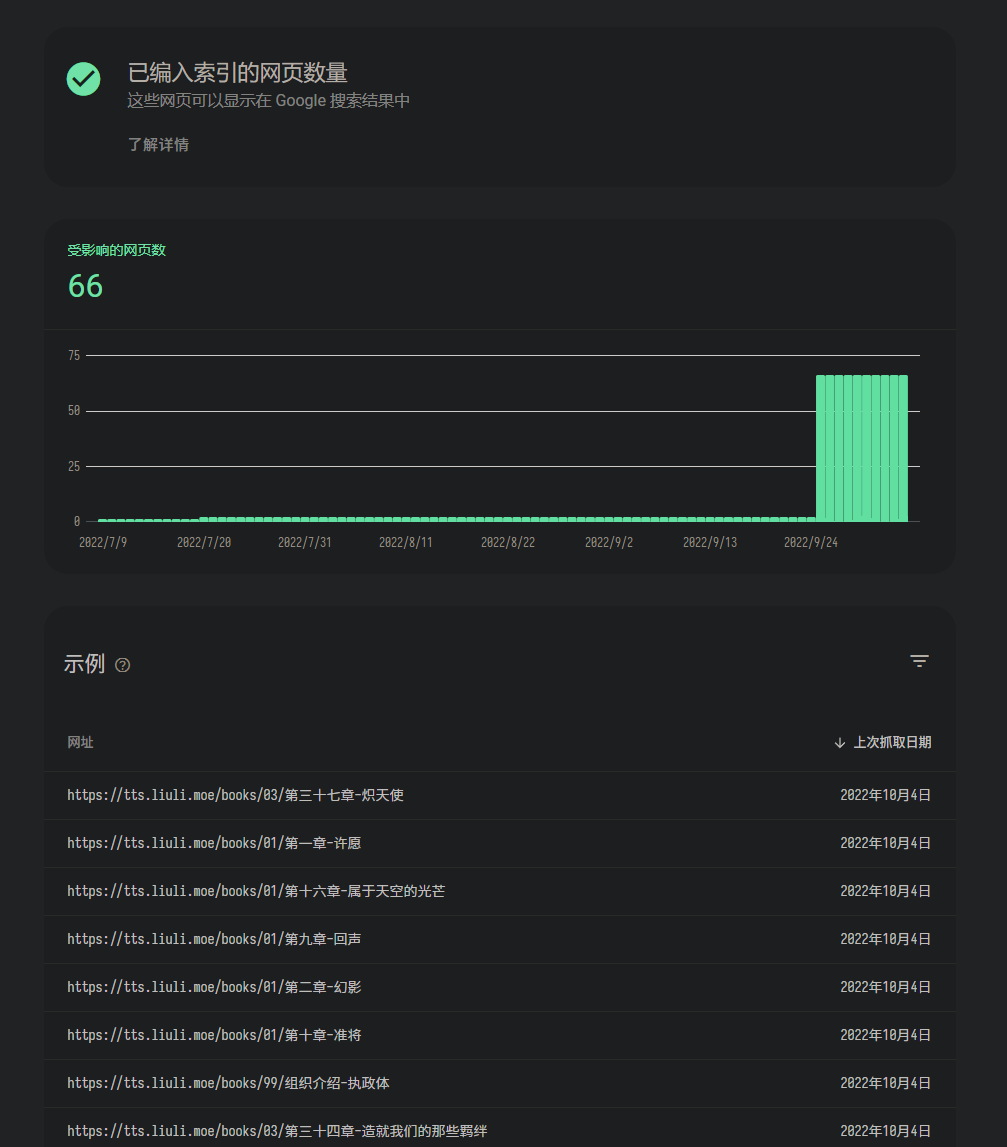 已编入索引的网页数量
这些网页可以显示在 Google 搜索结果中
了解详情
受影响的网页数
66
75
50
25
0
2022/7/9 2022/7/20 2022/7/31 2022/8/11 2022/8/22 2022/9/2 2022/9/13 2022/9/24
示例 ?
网址 ↓ 上次抓取日期
https://tts.liuli.moe/books/03/第三十七章-炽天使 2022年10月4日
https://tts.liuli.moe/books/01/第一章-许愿 2022年10月4日
https://tts.liuli.moe/books/01/第十六章-属于天空的光芒 2022年10月4日
https://tts.liuli.moe/books/01/第九章-回声 2022年10月4日
https://tts.liuli.moe/books/01/第二章-幻影 2022年10月4日
https://tts.liuli.moe/books/01/第十章-准将 2022年10月4日
https://tts.liuli.moe/books/99/组织介绍-执政体 2022年10月4日
https://tts.liuli.moe/books/03/第三十四章-造就我们的那些羁绊 2022年10月4日